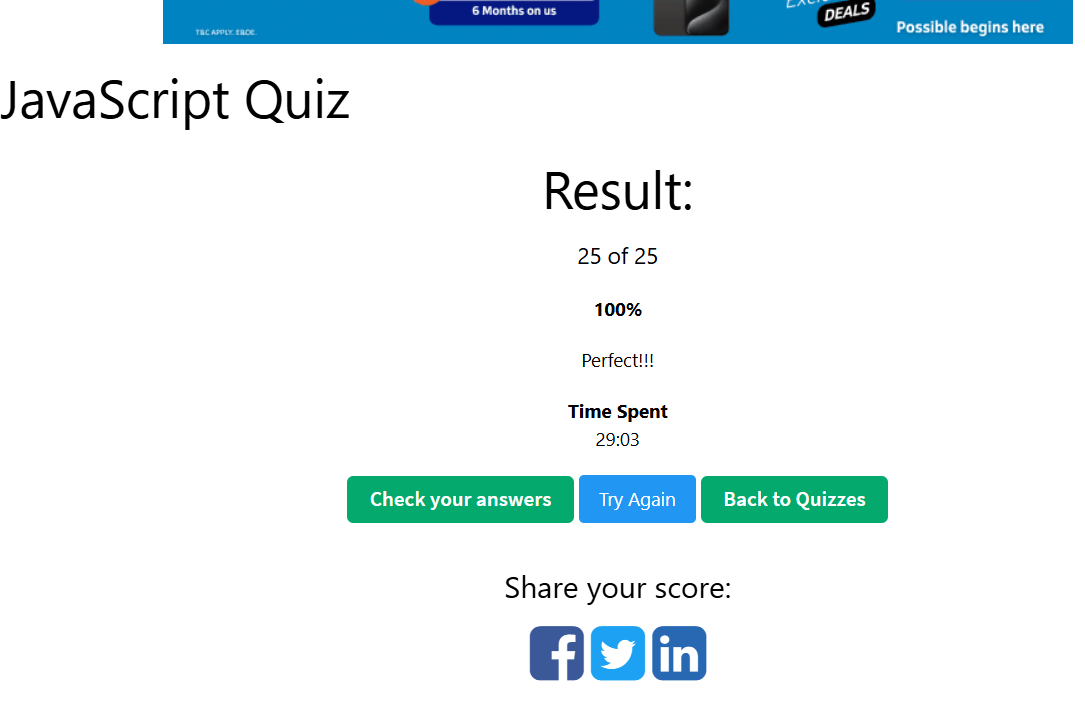 6 Months on us
DEALS
T&C APPLY. E&OE.
Possible begins here
JavaScript Quiz
Result:
25 of 25
100%
Perfect!!!
Time Spent
29:03
Check your answers Try Again Back to Quizzes
Share your score:
f in